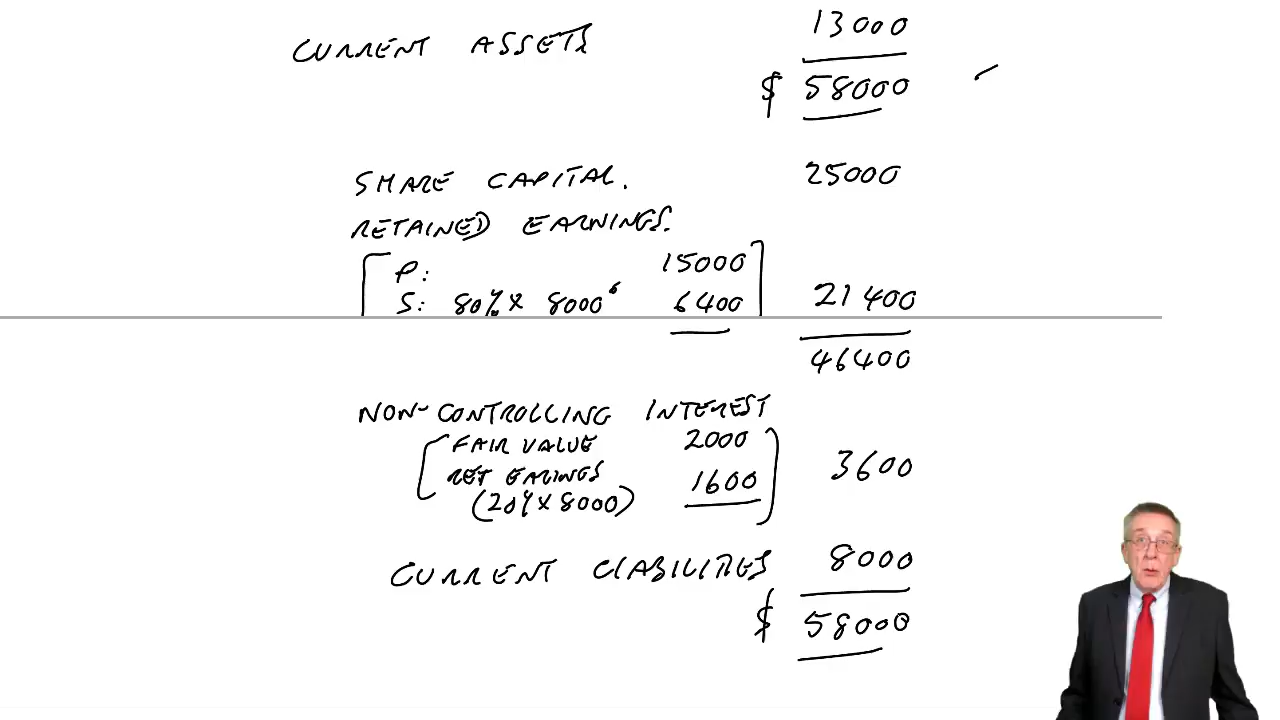 13000
CURRENT ASSETS
$ 58000
SHARE CAPITAL. 25000
RETAINED EARNINGS.
P: 15000
S: 80% x 8000 6400 21400
46400
NON-CONTROLLING INTEREST
FAIR VALUE 2000
RET EARINGS 1600 3600
(20% x 8000)
CURRENT LIABILITIES 8000
$ 58000